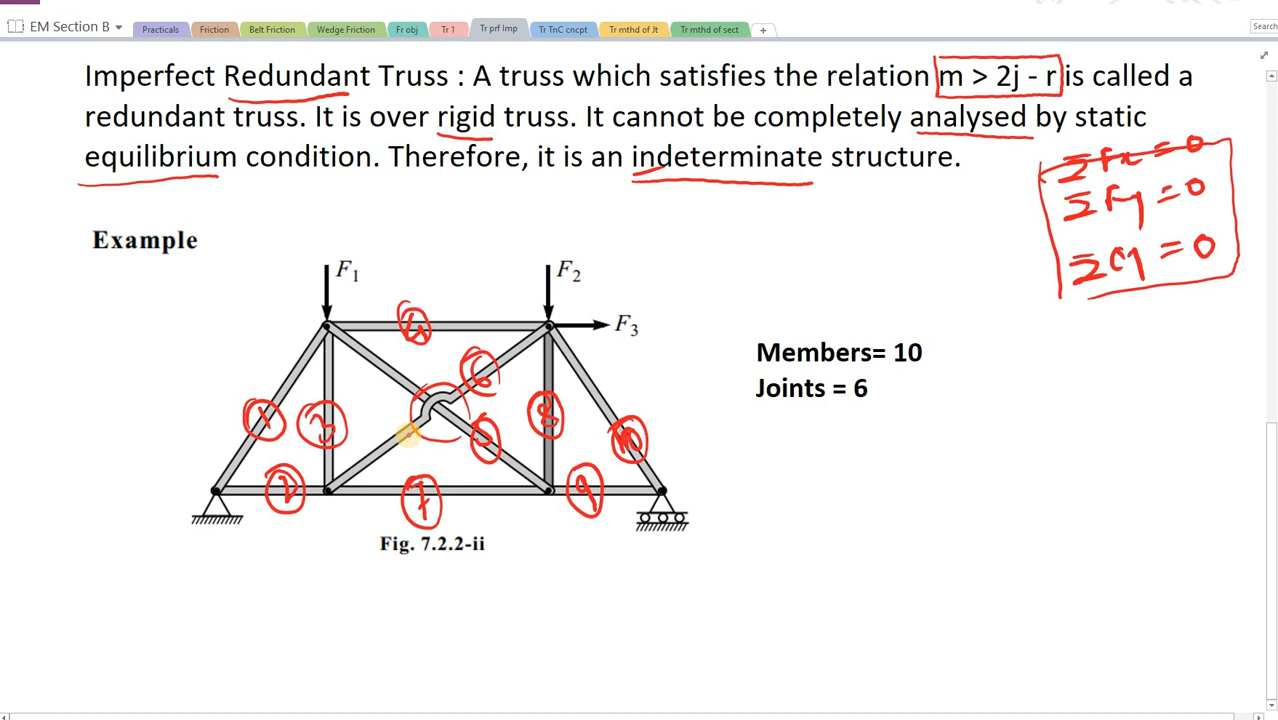 EM Section B
Practicals
Friction
Belt Friction
Wedge Friction
Fr obj
Tr 1
Tr prf Imp
Tr TnC cncpt
Tr mthd of Jt
Tr mthd of sect
+
Search
Imperfect Redundant Truss : A truss which satisfies the relation m > 2j - r is called a
redundant truss. It is over rigid truss. It cannot be completely analysed by static
equilibrium condition. Therefore, it is an indeterminate structure.
ΣFx = 0
ΣFy = 0
ΣM = 0
Example
F1
F2
F3
4
6
1
3
5
8
10
2
7
9
Members= 10
Joints = 6
Fig. 7.2.2-ii